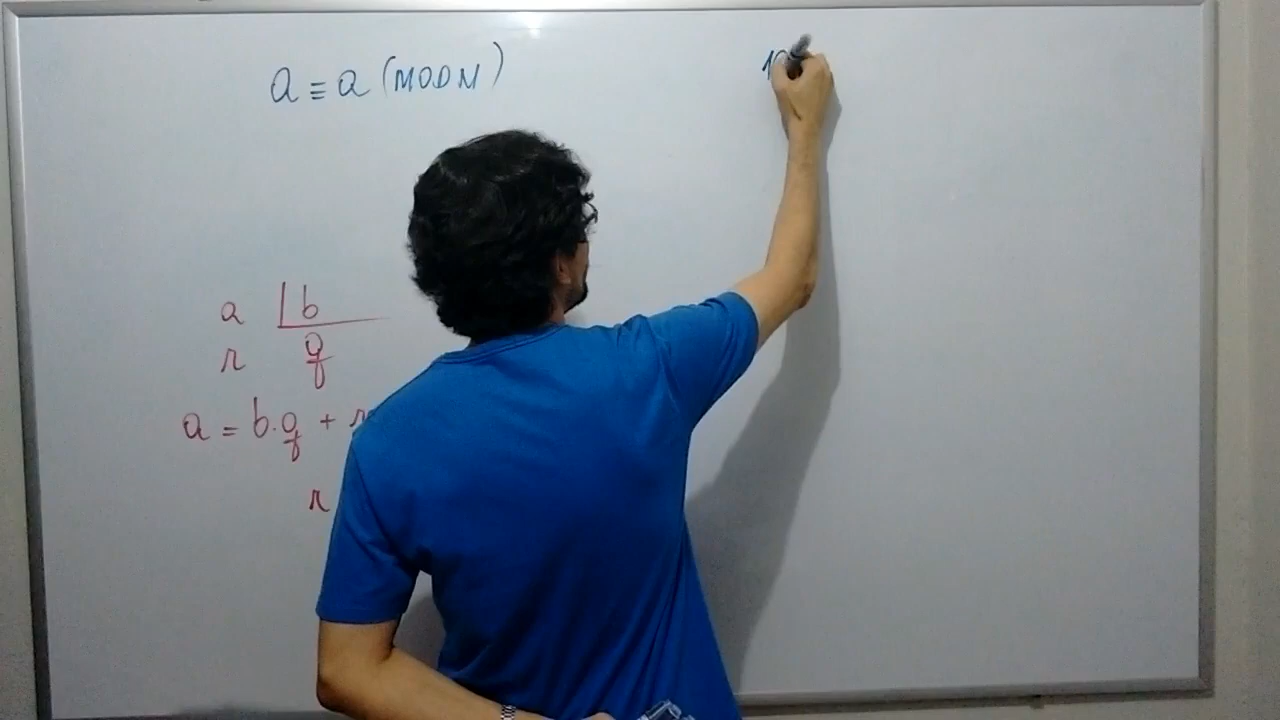 a ≡ a (MOD N)
a | b
r q
a = b.q + r
r